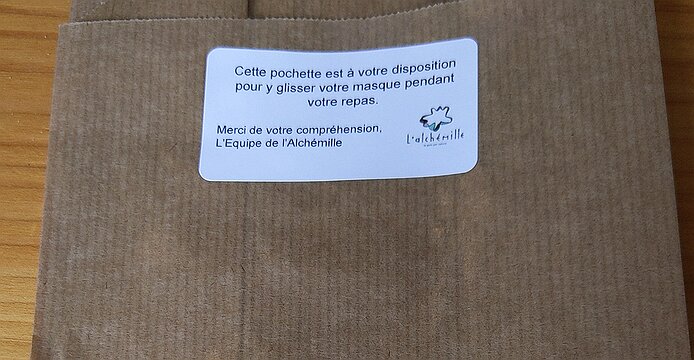 Cette pochette est à votre disposition
pour y glisser votre masque pendant
votre repas.
Merci de votre compréhension,
L'Equipe de l'Alchémille
L'alchémille